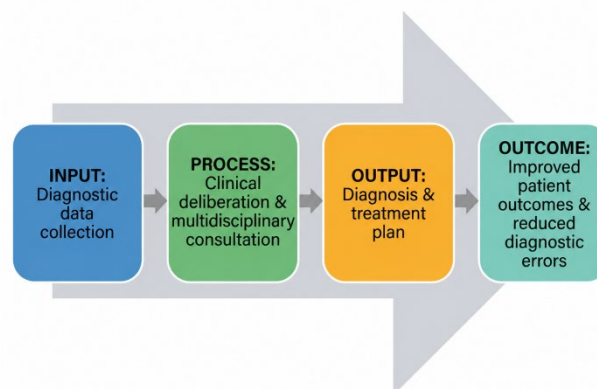 INPUT:
Diagnostic
data
collection
PROCESS:
Clinical
deliberation &
multidisciplinary
consultation
OUTPUT:
Diagnosis &
treatment
plan
OUTCOME:
Improved
patient
outcomes &
reduced
diagnostic
errors